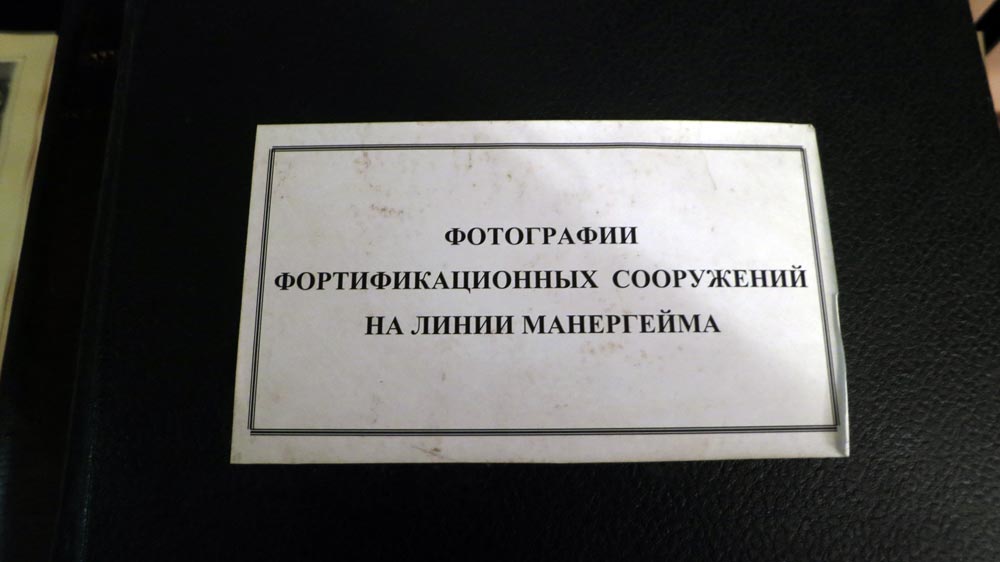 ФОТОГРАФИИ
ФОРТИФИКАЦИОННЫХ СООРУЖЕНИЙ
НА ЛИНИИ МАНЕРГЕЙМА